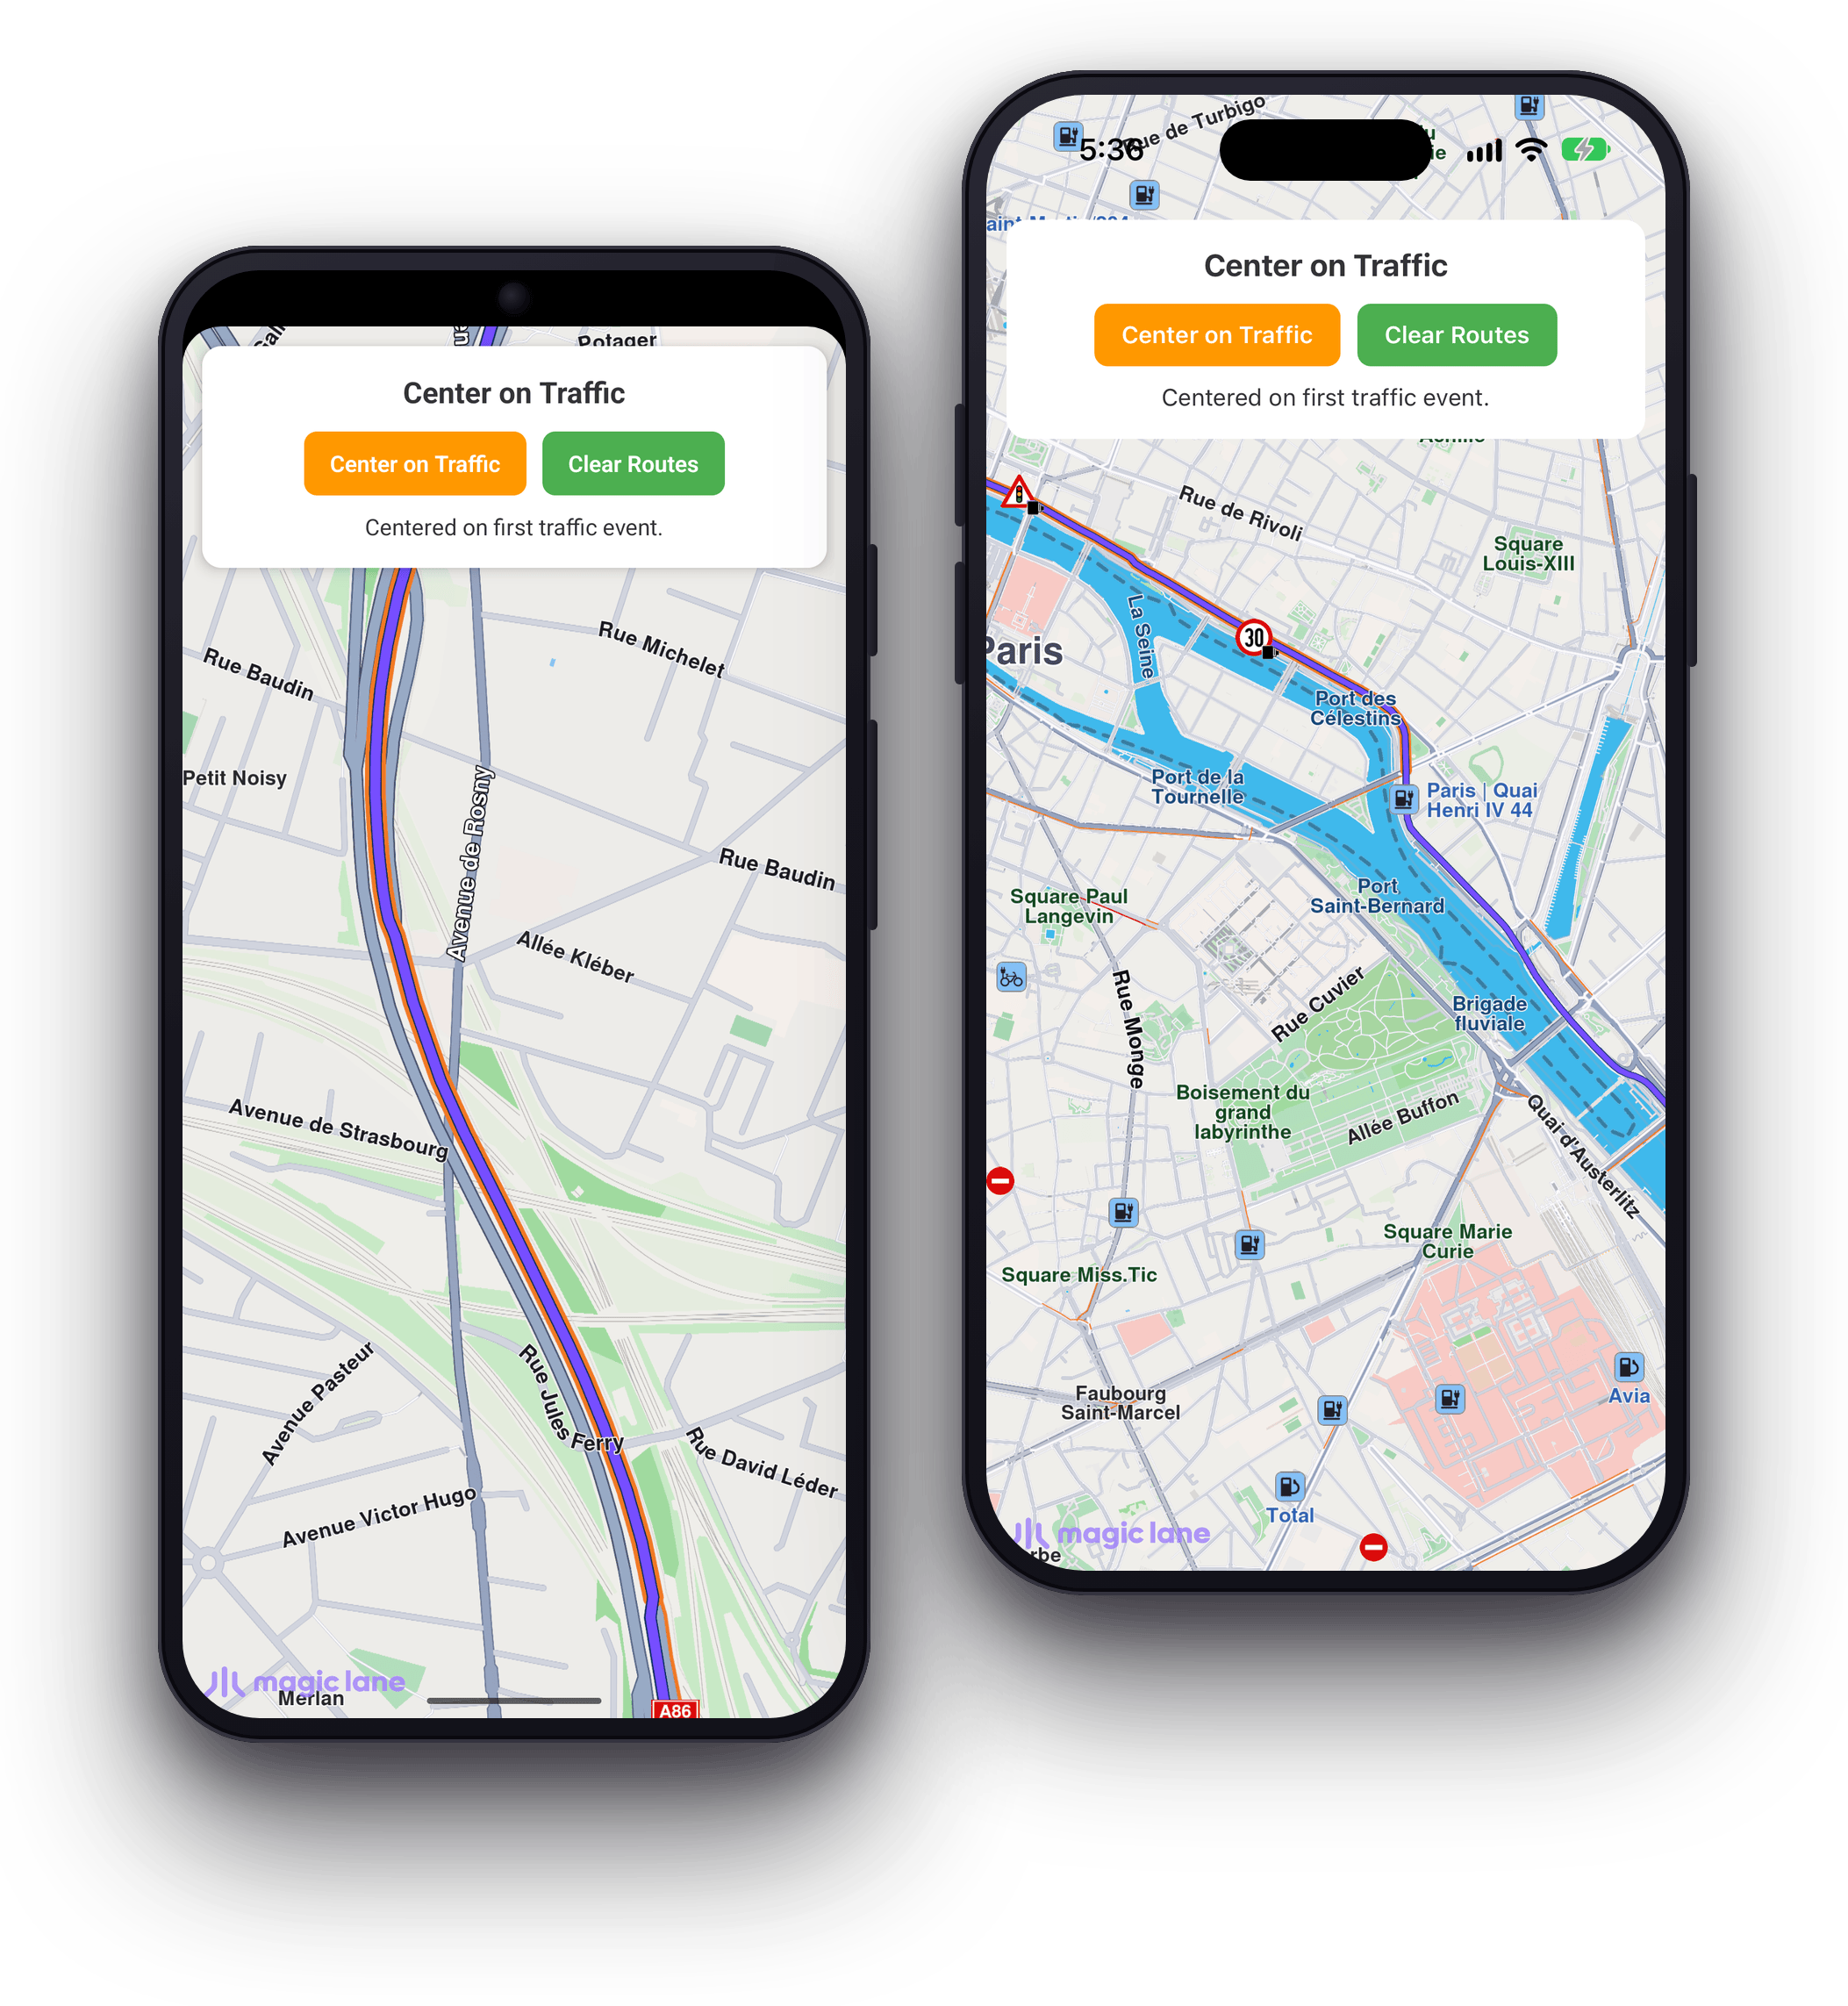 Potager
Center on Traffic
Center on Traffic
Clear Routes
Centered on first traffic event.
Rue Michelet
Rue Baudin
Petit Noisy
Avenue de Rosny
Rue Baudin
Allée Kléber
Avenue de Strasbourg
Avenue Pasteur
Rue Jules Ferry
Rue David Léder
Avenue Victor Hugo
magic lane
Merlan
A86
Rue de Turbigo
5:36
Center on Traffic
Center on Traffic
Clear Routes
Centered on first traffic event.
Rue de Rivoli
Square
Louis-XIII
30
La Seine
Paris
Port des
Célestins
Port de la
Tournelle
Paris | Quai
Henri IV 44
Square Paul
Langevin
Port
Saint-Bernard
Rue Monge
Rue Cuvier
Brigade
fluviale
Boisement du
grand
labyrinthe
Allée Buffon
Quai d'Austerlitz
Square Marie
Curie
Square Miss.Tic
Faubourg
Saint-Marcel
Avia
Total
magic lane